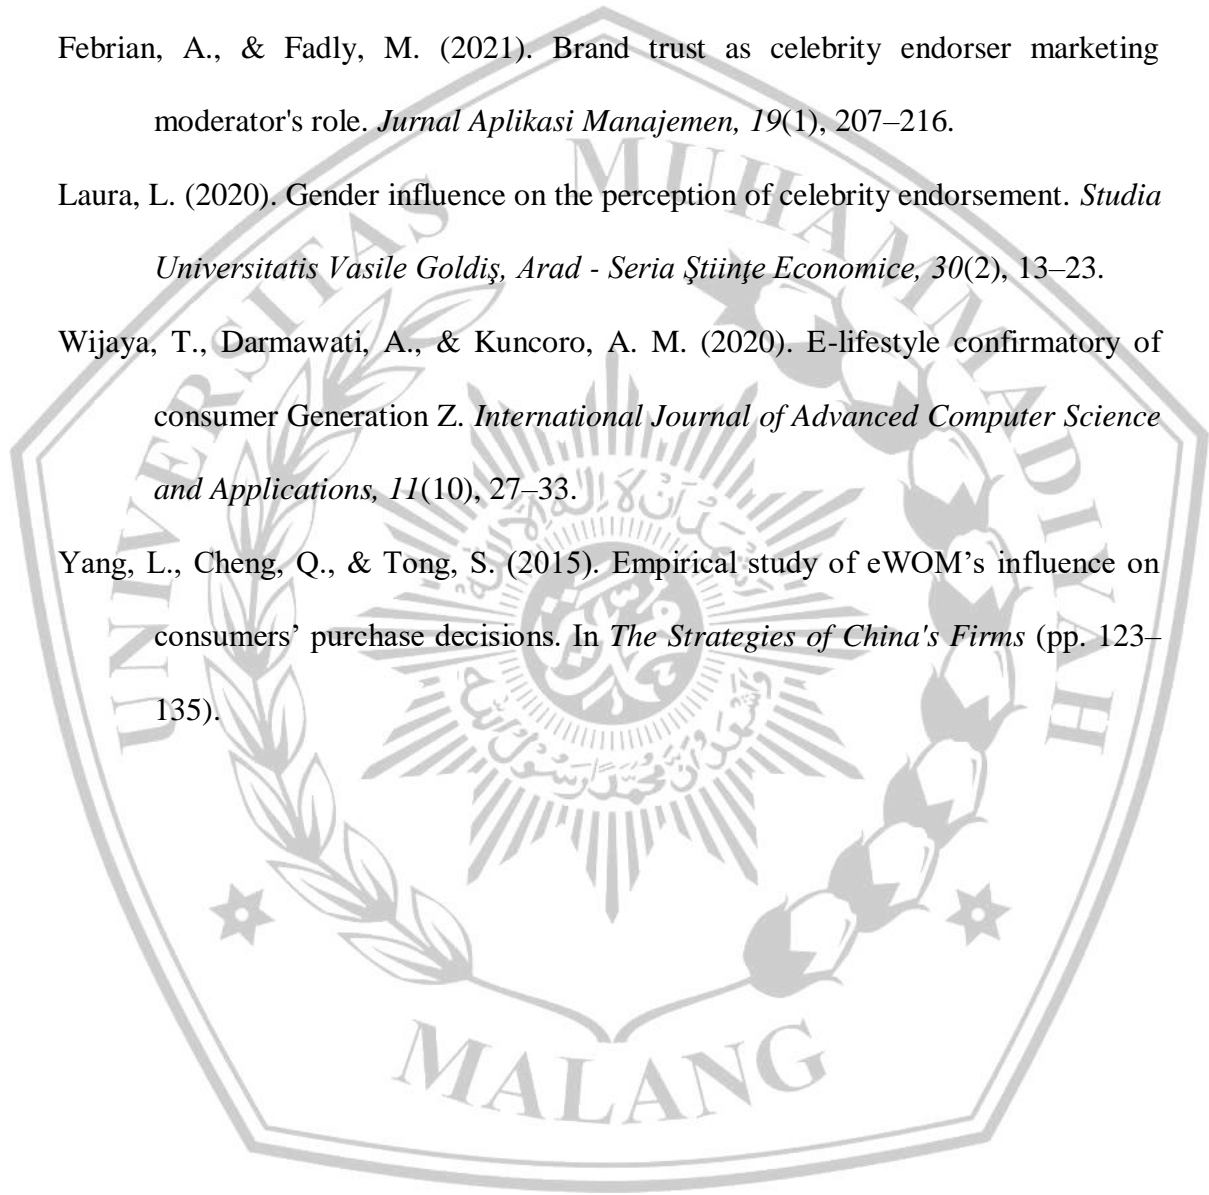 Febrian, A., & Fadly, M. (2021). Brand trust as celebrity endorser marketing
moderator's role. Jurnal Aplikasi Manajemen, 19(1), 207–216.
Laura, L. (2020). Gender influence on the perception of celebrity endorsement. Studia
Universitatis Vasile Goldiş, Arad - Seria Ştiinţe Economice, 30(2), 13–23.
Wijaya, T., Darmawati, A., & Kuncoro, A. M. (2020). E-lifestyle confirmatory of
consumer Generation Z. International Journal of Advanced Computer Science
and Applications, 11(10), 27–33.
Yang, L., Cheng, Q., & Tong, S. (2015). Empirical study of eWOM’s influence on
consumers’ purchase decisions. In The Strategies of China's Firms (pp. 123–
135).
UNIVERSITAS MUHAMMADIYAH
MALANG